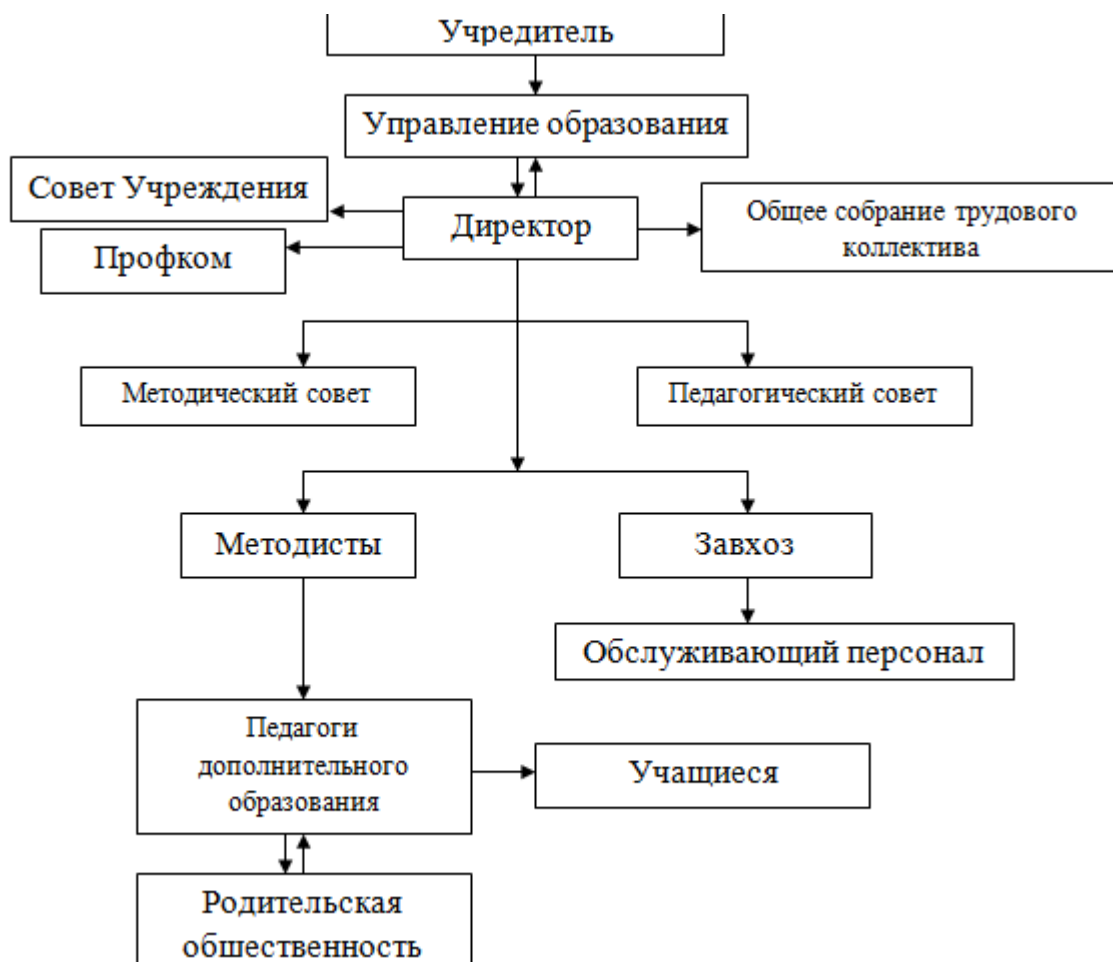 Учредитель
Управление образования
Совет Учреждения
Директор
Общее собрание трудового
коллектива
Профком
Методический совет
Педагогический совет
Методисты
Завхоз
Обслуживающий персонал
Педагоги
дополнительного
образования
Учащиеся
Родительская
общественность